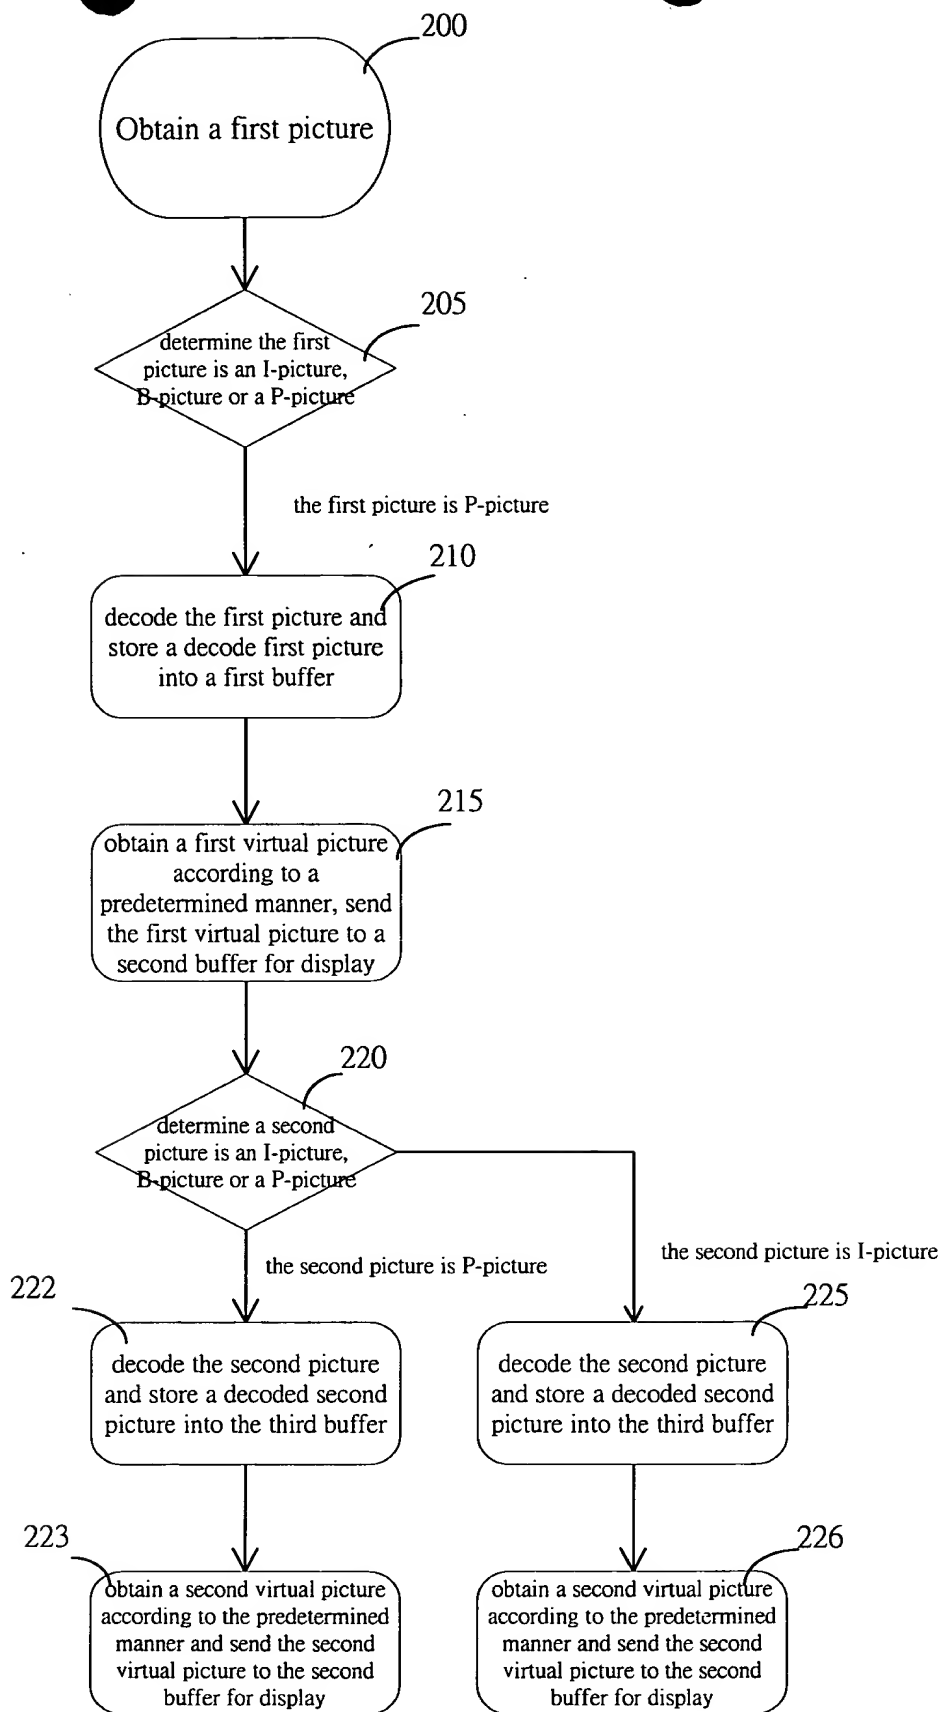 200
Obtain a first picture
205
determine the first
picture is an I-picture,
B-picture or a P-picture
the first picture is P-picture
210
decode the first picture and
store a decode first picture
into a first buffer
215
obtain a first virtual picture
according to a
predetermined manner, send
the first virtual picture to a
second buffer for display
220
determine a second
picture is an I-picture,
B-picture or a P-picture
the second picture is P-picture
the second picture is I-picture
222
decode the second picture
and store a decoded second
picture into the third buffer
225
decode the second picture
and store a decoded second
picture into the third buffer
223
obtain a second virtual picture
according to the predetermined
manner and send the second
virtual picture to the second
buffer for display
226
obtain a second virtual picture
according to the predetermined
manner and send the second
virtual picture to the second
buffer for display